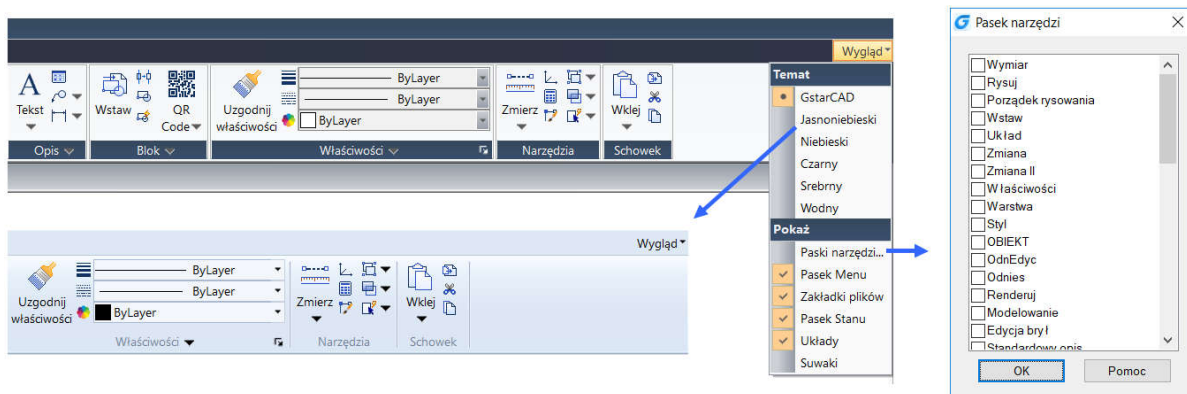 Wygląd
A
Tekst
Wstaw
QR
Code
Uzgodnij
właściwości
ByLayer
ByLayer
ByLayer
Zmierz
Wklej
Opis
Blok
Właściwości
Narzędzia
Schowek
Temat
GstarCAD
Jasnoniebieski
Niebieski
Czarny
Srebrny
Wodny
Pokaż
Paski narzędzi...
Pasek Menu
Zakładki plików
Pasek Stanu
Układy
Suwaki
Wygląd
Uzgodnij
właściwości
ByLayer
ByLayer
ByLayer
Zmierz
Wklej
Właściwości
Narzędzia
Schowek
Pasek narzędzi
Wymiar
Rysuj
Porządek rysowania
Wstaw
Układ
Zmiana
Zmiana II
Właściwości
Warstwa
Styl
OBIEKT
OdnEdyc
Odnies
Renderuj
Modelowanie
Edycja brył
Standardowy opis
OK
Pomoc